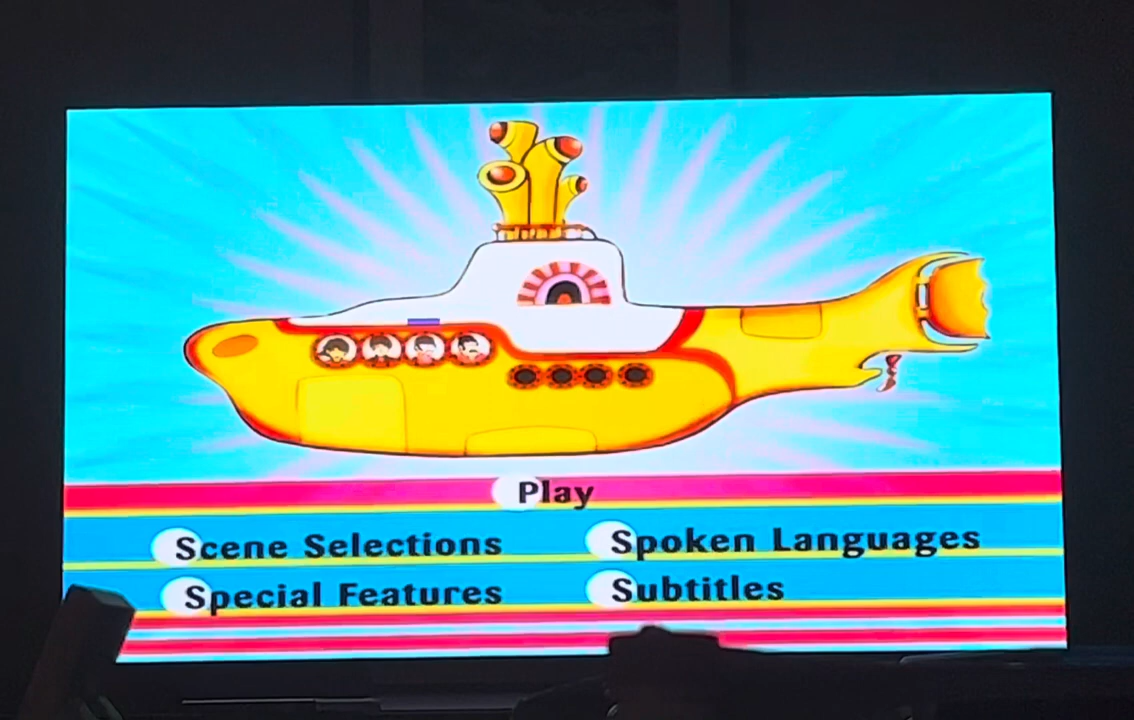 Play
Scene Selections
Spoken Languages
Special Features
Subtitles